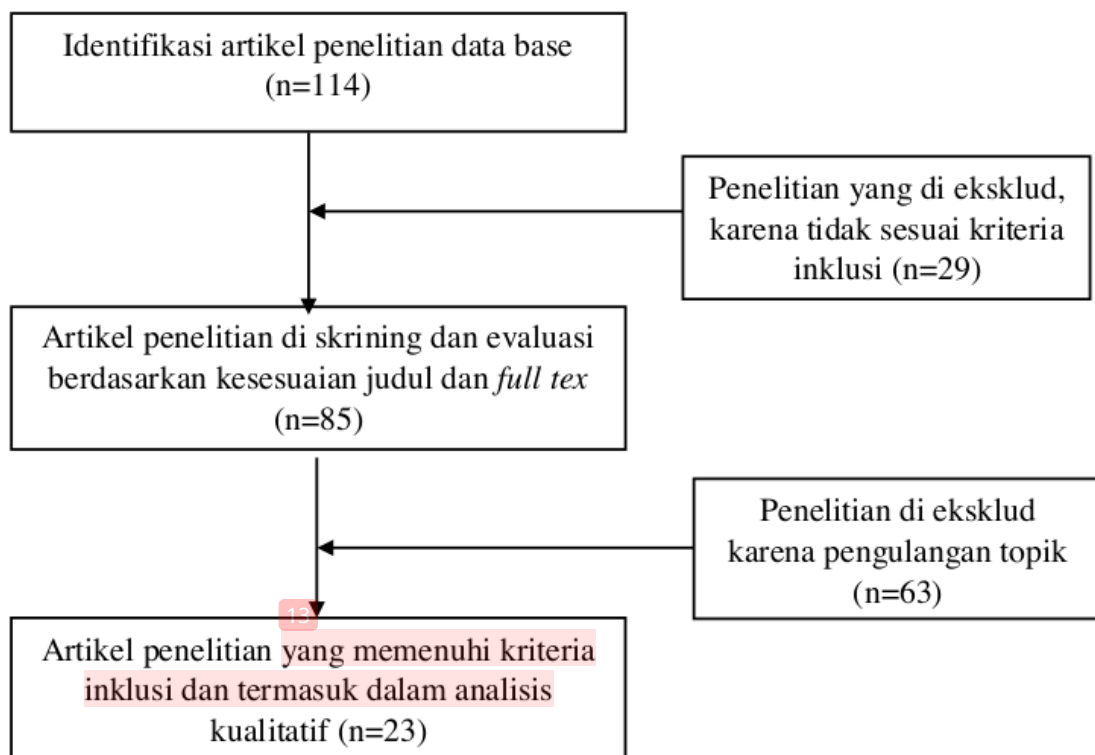 Identifikasi artikel penelitian data base
(n=114)
Penelitian yang di eksklud,
karena tidak sesuai kriteria
inklusi (n=29)
Artikel penelitian di skrining dan evaluasi
berdasarkan kesesuaian judul dan full tex
(n=85)
Penelitian di eksklud
karena pengulangan topik
(n=63)
13
Artikel penelitian yang memenuhi kriteria
inklusi dan termasuk dalam analisis
kualitatif (n=23)